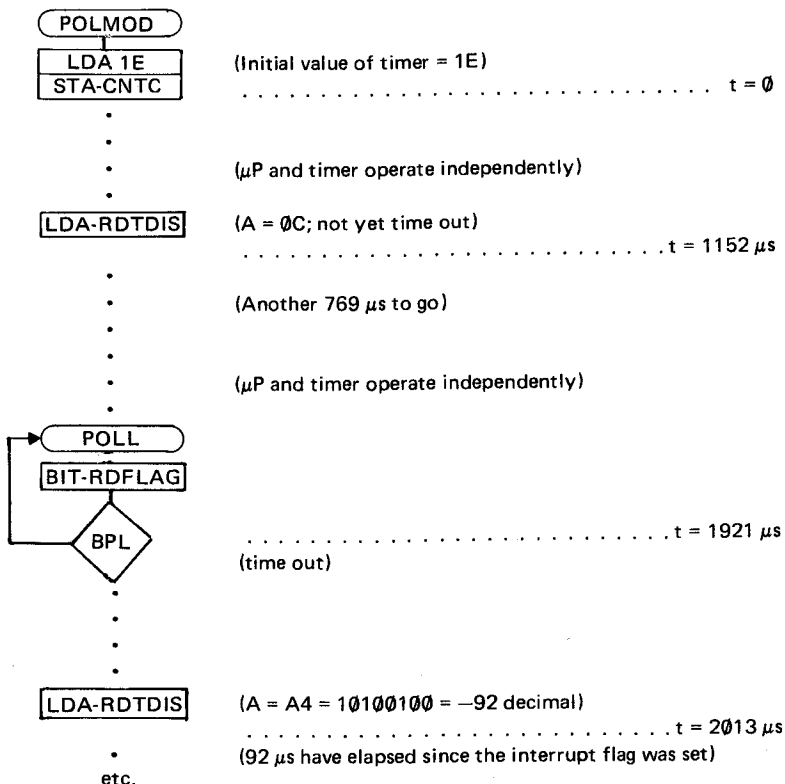 POLMOD
LDA 1E (Initial value of timer = 1E)
STA-CNTC . . . . . . . . . . . . . . . . . . . . . . . . . . . . . . t = Ø
(μP and timer operate independently)
LDA-RDTDIS (A = ØC; not yet time out)
. . . . . . . . . . . . . . . . . . . . . . . . . . . t = 1152 μs
(Another 769 μs to go)
(μP and timer operate independently)
POLL
BIT-RDFLAG
BPL . . . . . . . . . . . . . . . . . . . . . . . . . . . t = 1921 μs
(time out)
LDA-RDTDIS (A = A4 = 1Ø1ØØ1ØØ = −92 decimal)
. . . . . . . . . . . . . . . . . . . . . . . . . . . t = 2Ø13 μs
(92 μs have elapsed since the interrupt flag was set)
etc.